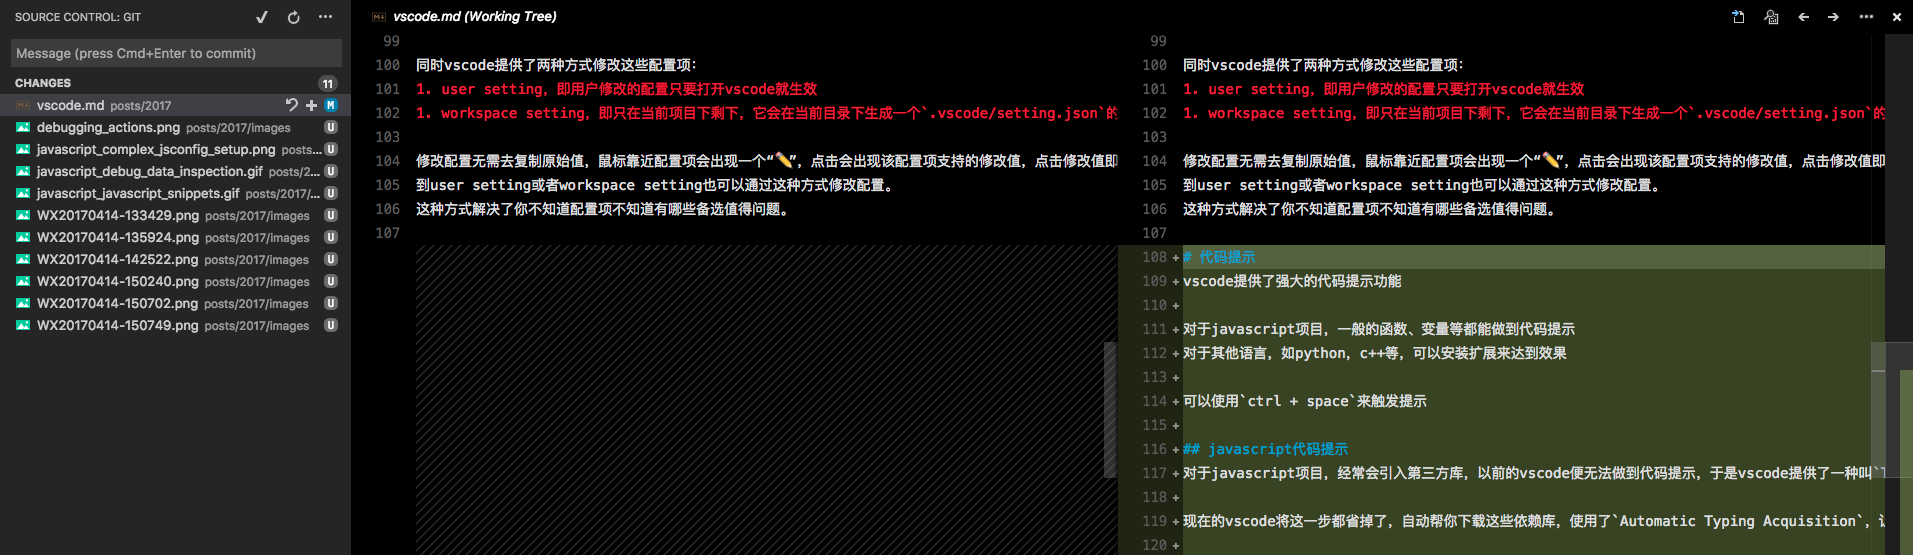 SOURCE CONTROL: GIT
Message (press Cmd+Enter to commit)
CHANGES 11
vscode.md posts/2017 M
debugging_actions.png posts/2017/images U
javascript_complex_jsconfig_setup.png posts... U
javascript_debug_data_inspection.gif posts/2... U
javascript_javascript_snippets.gif posts/2017/... U
WX20170414-133429.png posts/2017/images U
WX20170414-135924.png posts/2017/images U
WX20170414-142522.png posts/2017/images U
WX20170414-150240.png posts/2017/images U
WX20170414-150702.png posts/2017/images U
WX20170414-150749.png posts/2017/images U
vscode.md (Working Tree)
99
100 同时vscode提供了两种方式修改这些配置项：
101 1. user setting，即用户修改的配置只要打开vscode就生效
102 1. workspace setting，即只在当前项目下剩下，它会在当前目录下生成一个`.vscode/setting.json`的
103
104 修改配置无需去复制原始值，鼠标靠近配置项会出现一个“✏️”，点击会出现该配置项支持的修改值，点击修改值即
105 到user setting或者workspace setting也可以通过这种方式修改配置。
106 这种方式解决了你不知道配置项不知道有哪些备选值得问题。
107
99
100 同时vscode提供了两种方式修改这些配置项：
101 1. user setting，即用户修改的配置只要打开vscode就生效
102 1. workspace setting，即只在当前项目下剩下，它会在当前目录下生成一个`.vscode/setting.json`的
103
104 修改配置无需去复制原始值，鼠标靠近配置项会出现一个“✏️”，点击会出现该配置项支持的修改值，点击修改值即
105 到user setting或者workspace setting也可以通过这种方式修改配置。
106 这种方式解决了你不知道配置项不知道有哪些备选值得问题。
107
108 + # 代码提示
109 + vscode提供了强大的代码提示功能
110 +
111 + 对于javascript项目，一般的函数、变量等都能做到代码提示
112 + 对于其他语言，如python，c++等，可以安装扩展来达到效果
113 +
114 + 可以使用`ctrl + space`来触发提示
115 +
116 + ## javascript代码提示
117 + 对于javascript项目，经常会引入第三方库，以前的vscode便无法做到代码提示，于是vscode提供了一种叫`
118 +
119 + 现在的vscode将这一步都省掉了，自动帮你下载这些依赖库，使用了`Automatic Typing Acquisition`，
120 +